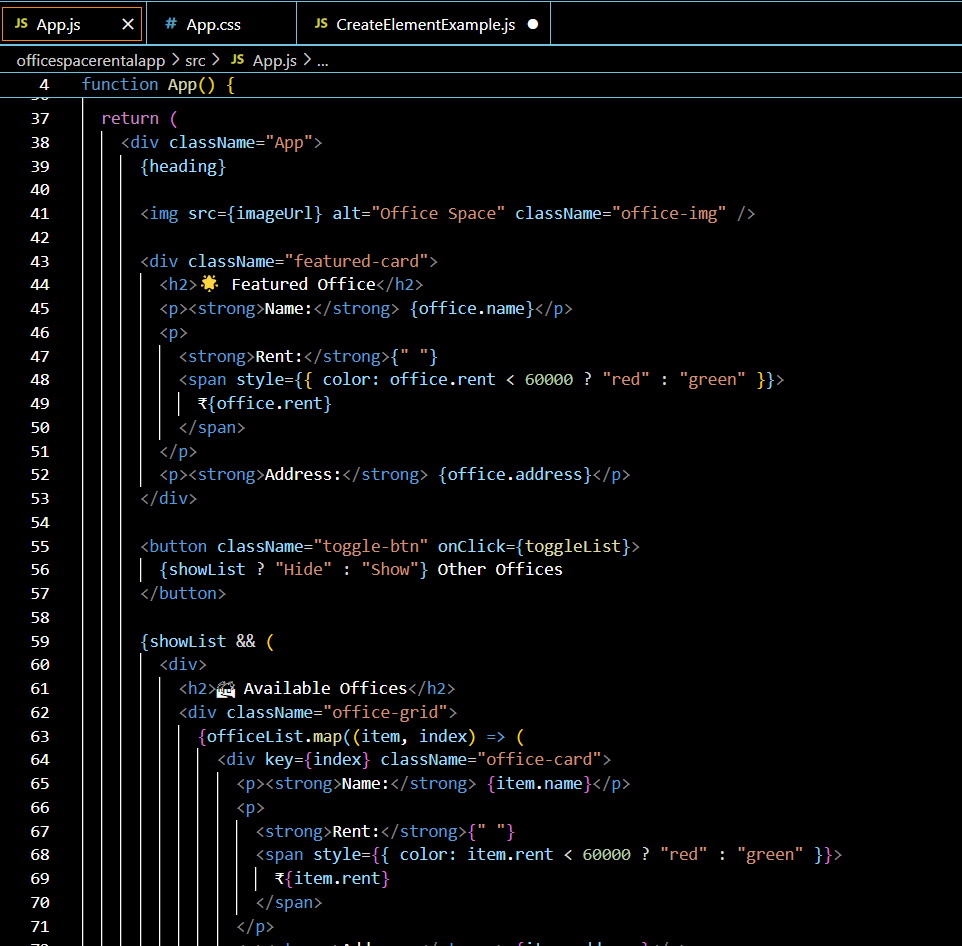 JS App.js ×
# App.css
JS CreateElementExample.js ●
officespacerentalapp > src > JS App.js > ...
4 function App() {
37 return (
38 <div className="App">
39 {heading}
40
41 <img src={imageUrl} alt="Office Space" className="office-img" />
42
43 <div className="featured-card">
44 <h2>🌟 Featured Office</h2>
45 <p><strong>Name:</strong> {office.name}</p>
46 <p>
47 <strong>Rent:</strong>{" "}
48 <span style={{ color: office.rent < 60000 ? "red" : "green" }}>
49 ₹{office.rent}
50 </span>
51 </p>
52 <p><strong>Address:</strong> {office.address}</p>
53 </div>
54
55 <button className="toggle-btn" onClick={toggleList}>
56 {showList ? "Hide" : "Show"} Other Offices
57 </button>
58
59 {showList && (
60 <div>
61 <h2>🏘 Available Offices</h2>
62 <div className="office-grid">
63 {officeList.map((item, index) => (
64 <div key={index} className="office-card">
65 <p><strong>Name:</strong> {item.name}</p>
66 <p>
67 <strong>Rent:</strong>{" "}
68 <span style={{ color: item.rent < 60000 ? "red" : "green" }}>
69 ₹{item.rent}
70 </span>
71 </p>